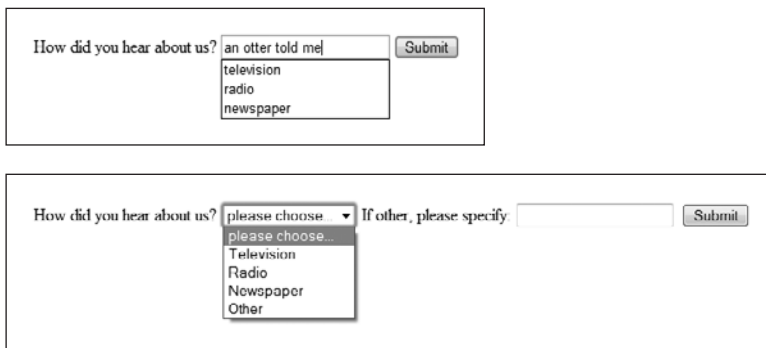 How did you hear about us? an otter told me Submit
television
radio
newspaper
How did you hear about us? please choose... If other, please specify: Submit
please choose...
Television
Radio
Newspaper
Other